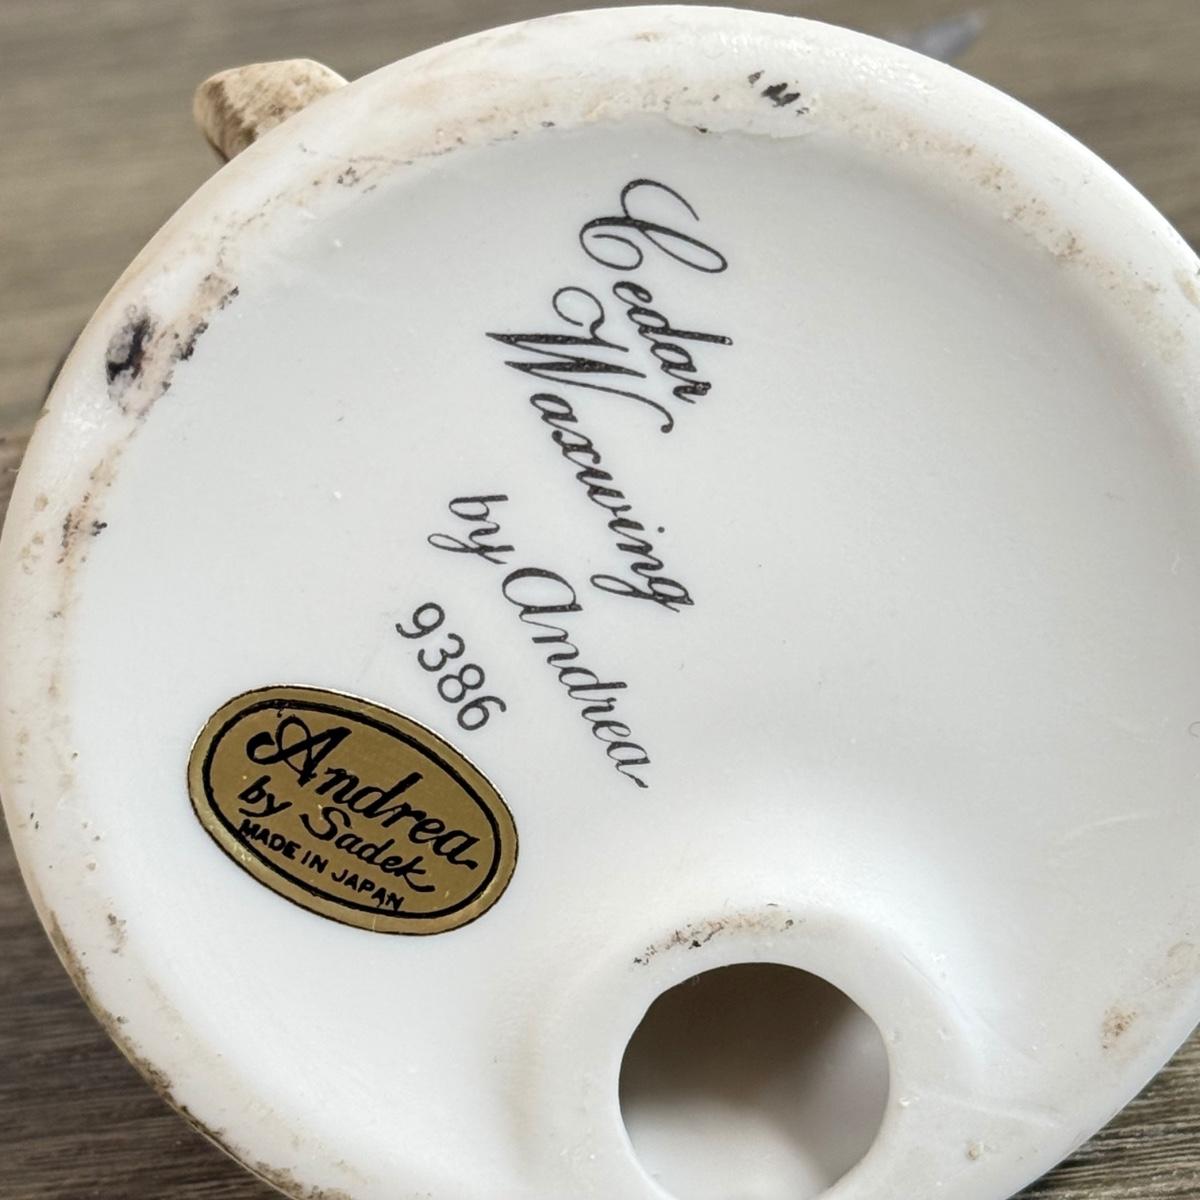 Cedar
Waxwing
by Andrea
9386
Andrea
by Sadek
MADE IN JAPAN